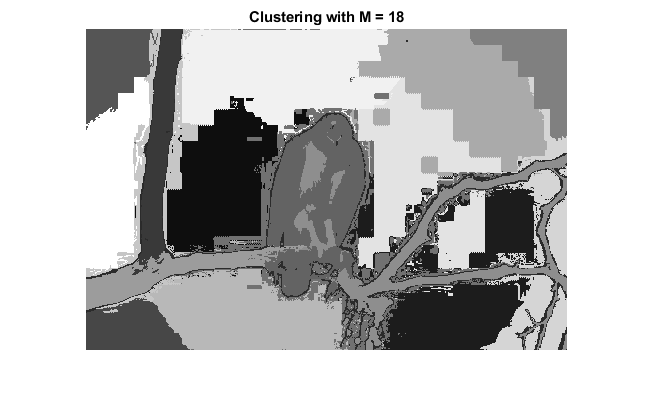 Clustering with M = 18